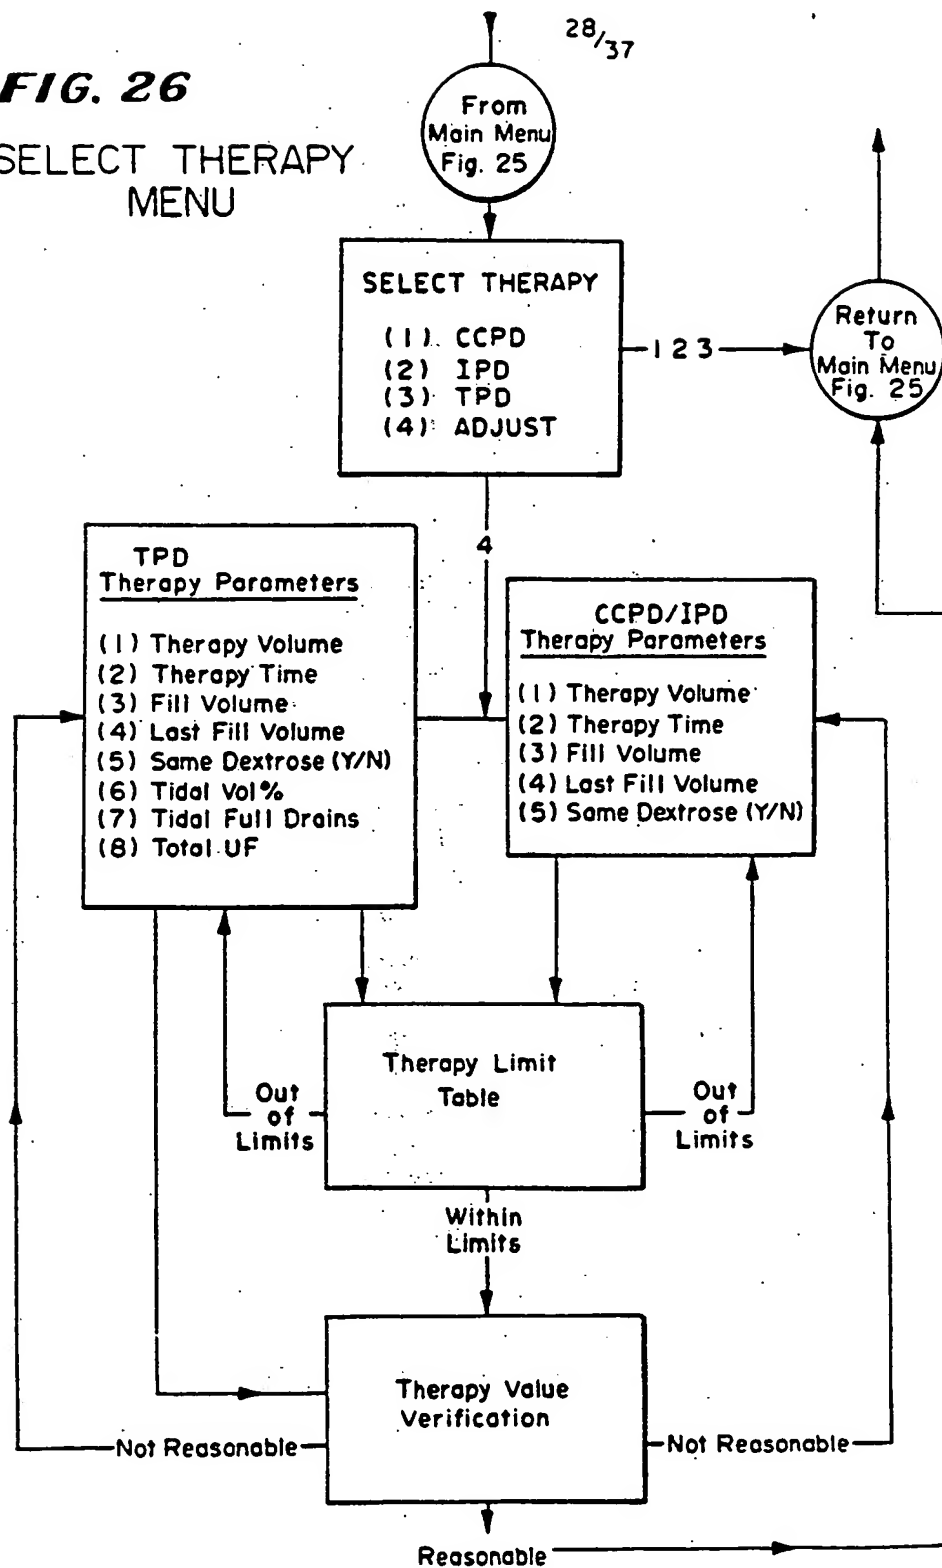 28/37
FIG. 26
SELECT THERAPY
MENU
From
Main Menu
Fig. 25
SELECT THERAPY
(1) CCPD
(2) IPD
(3) TPD
(4) ADJUST
1 2 3
Return
To
Main Menu
Fig. 25
4
TPD
Therapy Parameters
(1) Therapy Volume
(2) Therapy Time
(3) Fill Volume
(4) Last Fill Volume
(5) Same Dextrose (Y/N)
(6) Tidal Vol%
(7) Tidal Full Drains
(8) Total UF
CCPD/IPD
Therapy Parameters
(1) Therapy Volume
(2) Therapy Time
(3) Fill Volume
(4) Last Fill Volume
(5) Same Dextrose (Y/N)
Therapy Limit
Table
Out
of
Limits
Out
of
Limits
Within
Limits
Therapy Value
Verification
Not Reasonable
Not Reasonable
Reasonable